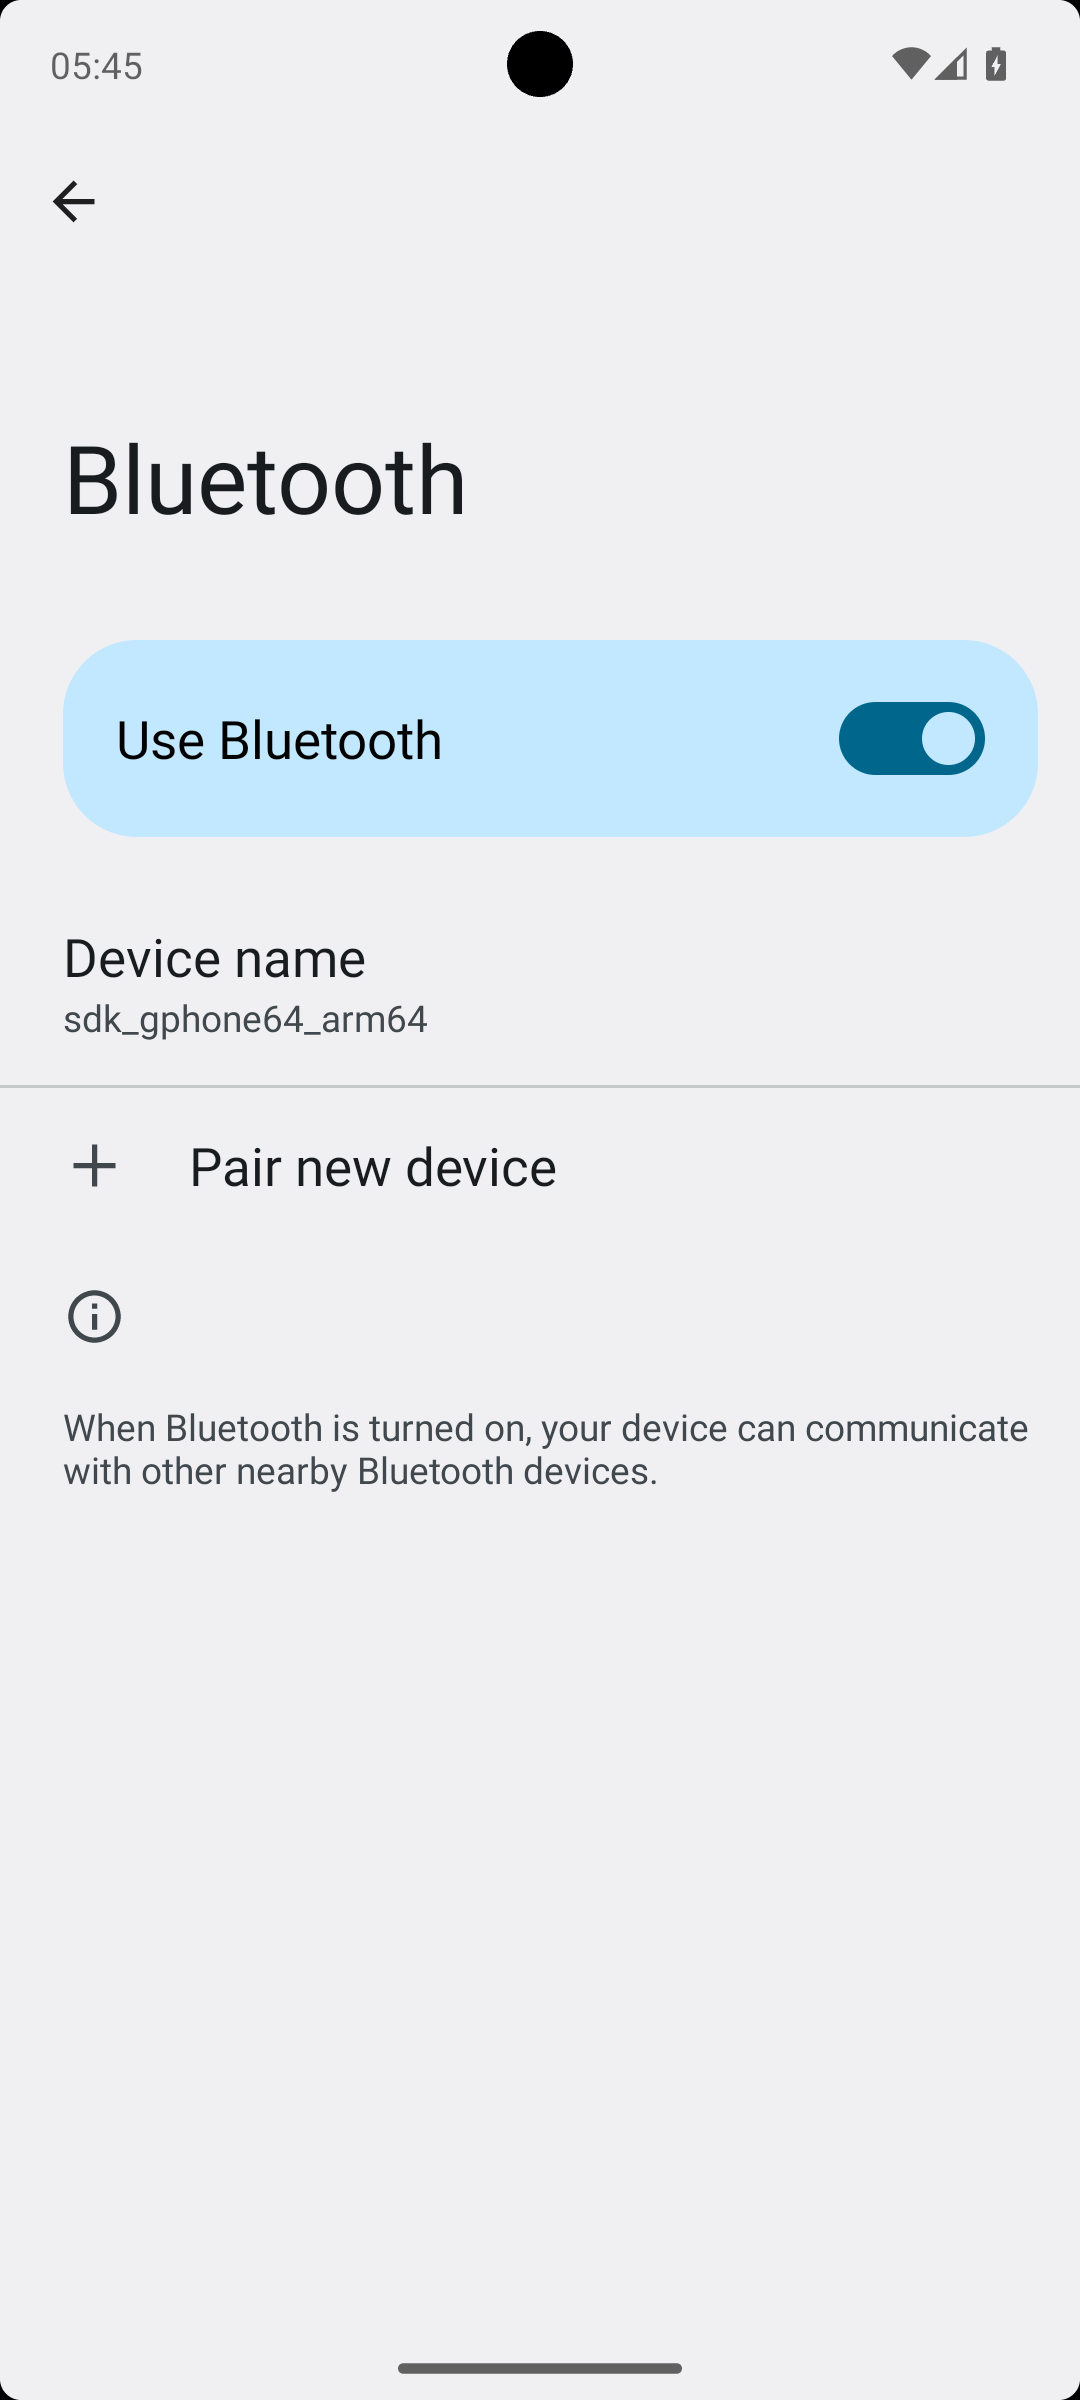 05:45
Bluetooth
Use Bluetooth
Device name
sdk_gphone64_arm64
Pair new device
When Bluetooth is turned on, your device can communicate
with other nearby Bluetooth devices.